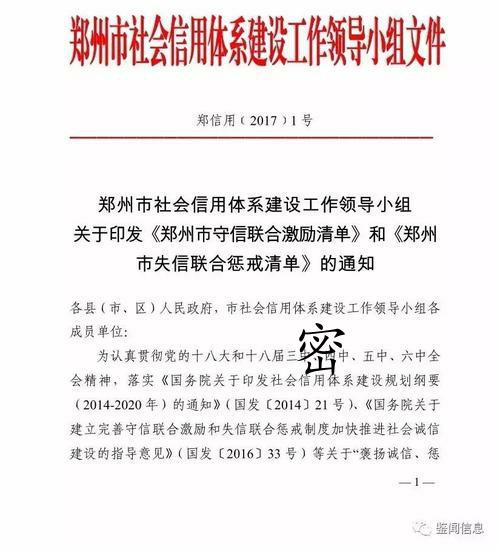 郑州市社会信用体系建设工作领导小组文件
郑信用〔2017〕1号
郑州市社会信用体系建设工作领导小组
关于印发《郑州市守信联合激励清单》和《郑州
市失信联合惩戒清单》的通知
各县（市、区）人民政府，市社会信用体系建设工作领导小组各
成员单位：
密
为认真贯彻党的十八大和十八届三中、四中、五中、六中全
会精神，落实《国务院关于印发社会信用体系建设规划纲要
（2014-2020年）的通知》（国发〔2014〕21号）、《国务院关于
建立完善守信联合激励和失信联合惩戒制度加快推进社会诚信
建设的指导意见》（国发〔2016〕33号）等关于“褒扬诚信、惩
—1—
鉴闻信息